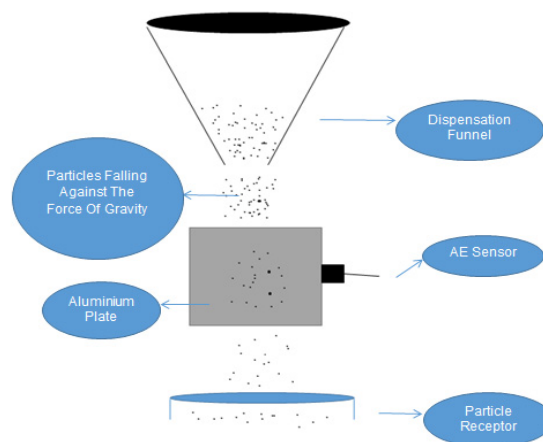 Dispensation
Funnel
Particles Falling
Against The
Force Of Gravity
AE Sensor
Aluminium
Plate
Particle
Receptor